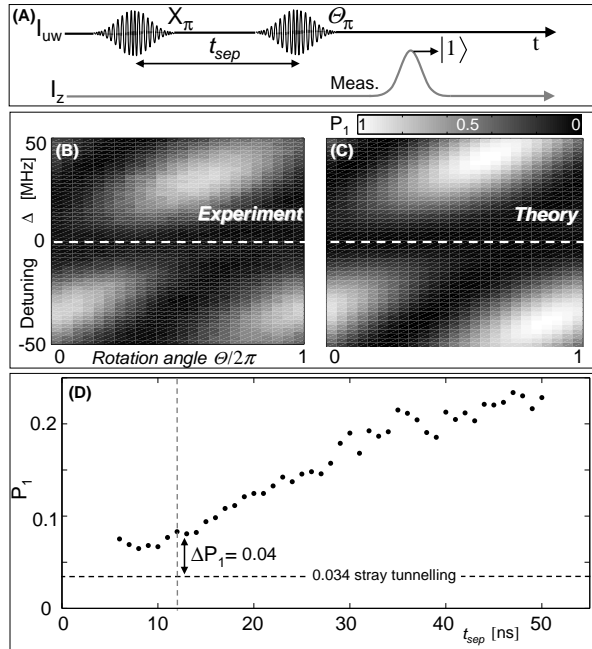 (A)
I_uw X_π Θ_π
t_sep t
|1⟩
I_z Meas.
P_1 1 0.5 0
(B) (C)
Detuning Δ [MHz]
50
0
-50
Experiment Theory
0 Rotation angle Θ/2π 1
0 1
(D)
P_1
0.2
0.1
0
ΔP_1 = 0.04
0.034 stray tunnelling
0 10 20 30 40 50
t_sep [ns]